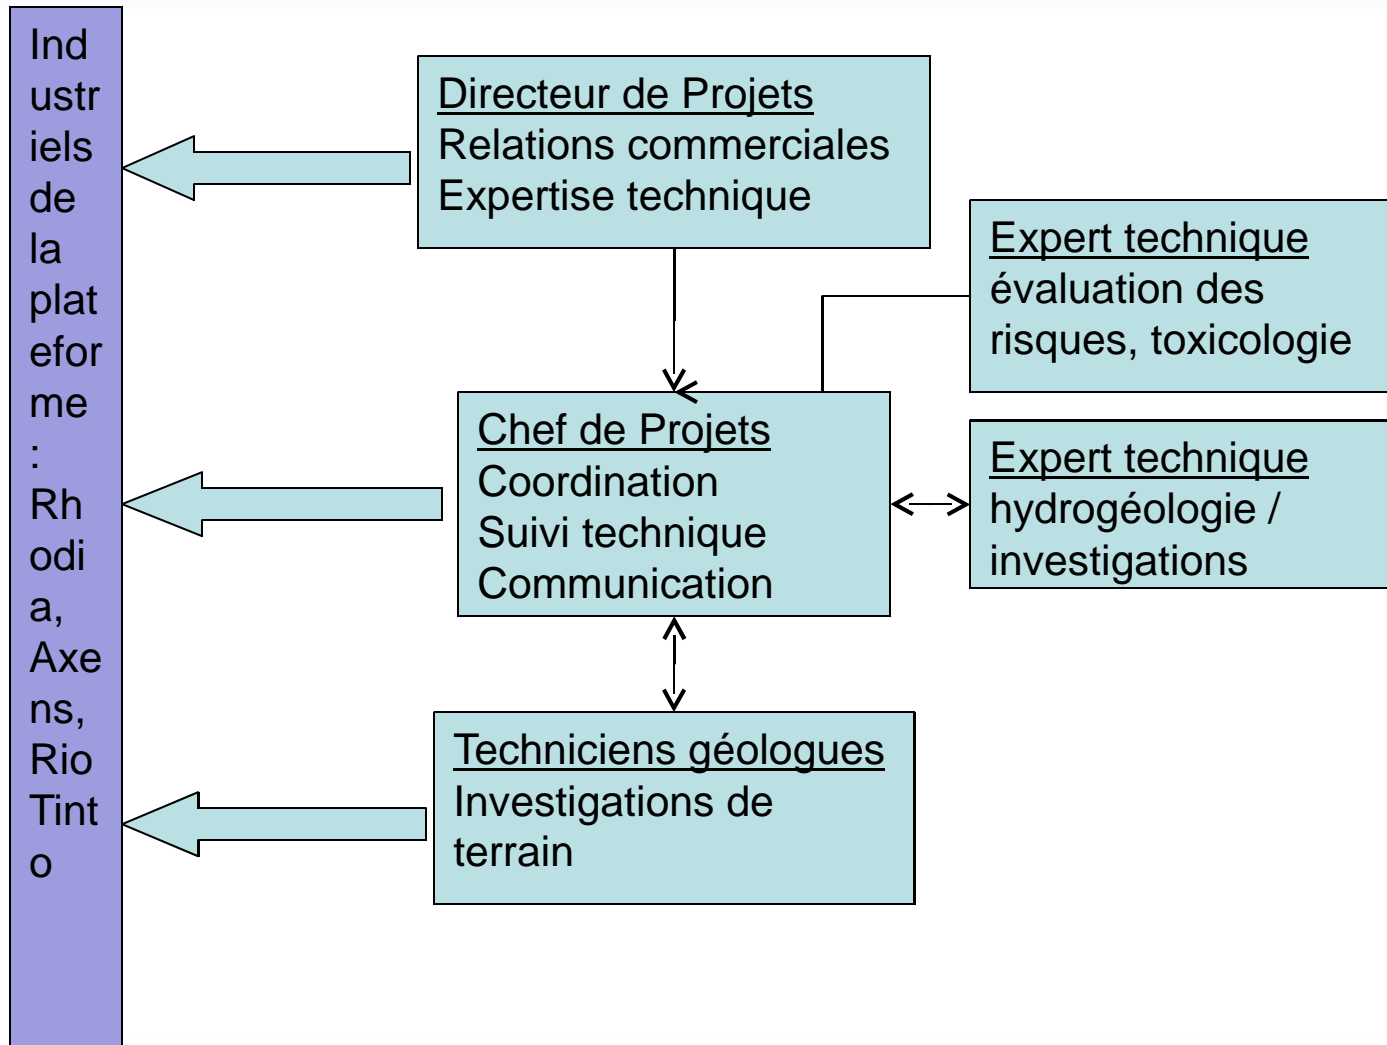 Ind
ustr
iels
de
la
plat
efor
me
:
Rh
odi
a,
Axe
ns,
Rio
Tint
o
Directeur de Projets
Relations commerciales
Expertise technique
Expert technique
évaluation des
risques, toxicologie
Chef de Projets
Coordination
Suivi technique
Communication
Expert technique
hydrogéologie /
investigations
Techniciens géologues
Investigations de
terrain